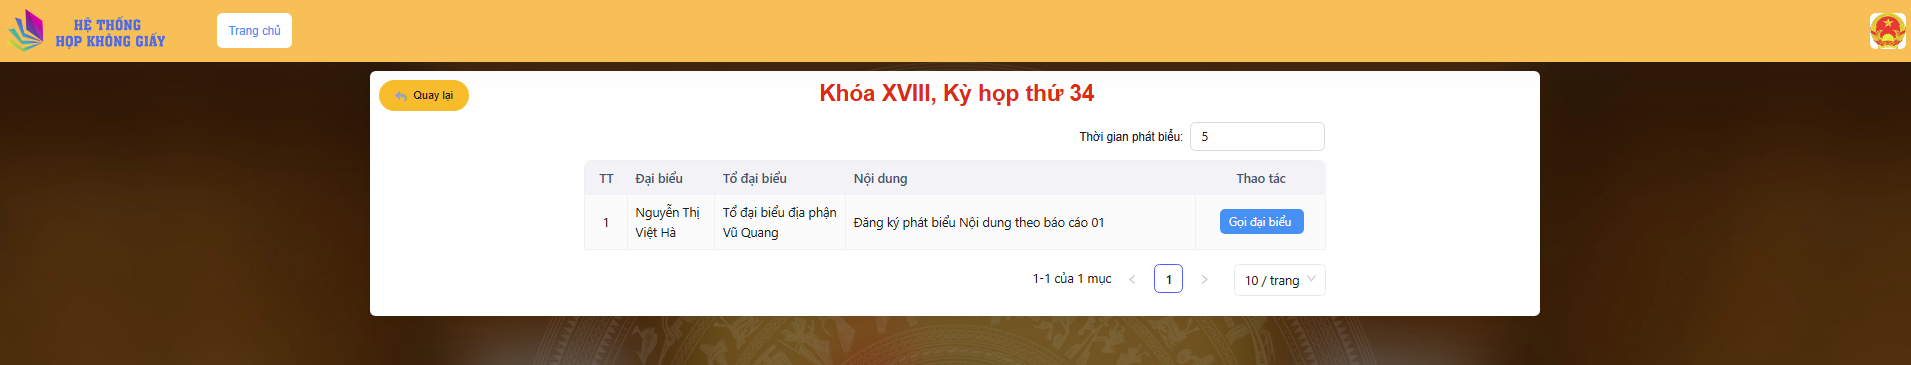 HỆ THỐNG
HỌP KHÔNG GIẤY
Trang chủ
Quay lại
Khóa XVIII, Kỳ họp thứ 34
Thời gian phát biểu: 5
TT Đại biểu Tổ đại biểu Nội dung Thao tác
1 Nguyễn Thị Việt Hà Tổ đại biểu địa phận Vũ Quang Đăng ký phát biểu Nội dung theo báo cáo 01 Gọi đại biểu
1-1 của 1 mục 1 10 / trang